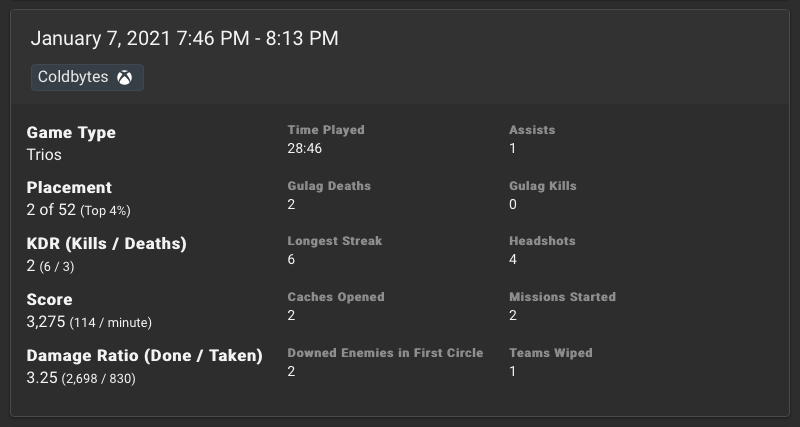 January 7, 2021 7:46 PM - 8:13 PM
Coldbytes
Game Type
Trios
Time Played
28:46
Assists
1
Placement
2 of 52 (Top 4%)
Gulag Deaths
2
Gulag Kills
0
KDR (Kills / Deaths)
2 (6 / 3)
Longest Streak
6
Headshots
4
Score
3,275 (114 / minute)
Caches Opened
2
Missions Started
2
Damage Ratio (Done / Taken)
3.25 (2,698 / 830)
Downed Enemies in First Circle
2
Teams Wiped
1